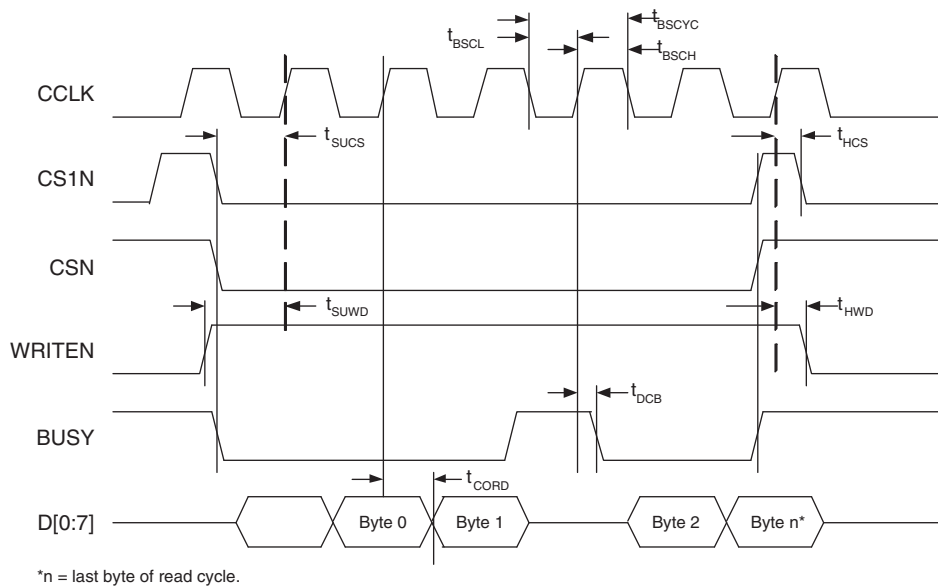 tBSCYC
tBSCL
tBSCH
CCLK
tSUCS
tHCS
CS1N
CSN
tSUWD
tHWD
WRITEN
tDCB
BUSY
tCORD
D[0:7]
Byte 0
Byte 1
Byte 2
Byte n*
*n = last byte of read cycle.